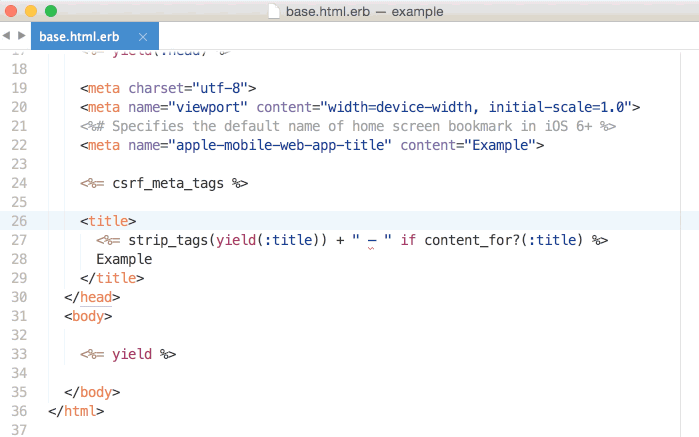 base.html.erb — example
base.html.erb ×
17 <%= yield(:head) %>
18
19 <meta charset="utf-8">
20 <meta name="viewport" content="width=device-width, initial-scale=1.0">
21 <%# Specifies the default name of home screen bookmark in iOS 6+ %>
22 <meta name="apple-mobile-web-app-title" content="Example">
23
24 <%= csrf_meta_tags %>
25
26 <title>
27 <%= strip_tags(yield(:title)) + " — " if content_for?(:title) %>
28 Example
29 </title>
30 </head>
31 <body>
32
33 <%= yield %>
34
35 </body>
36 </html>
37